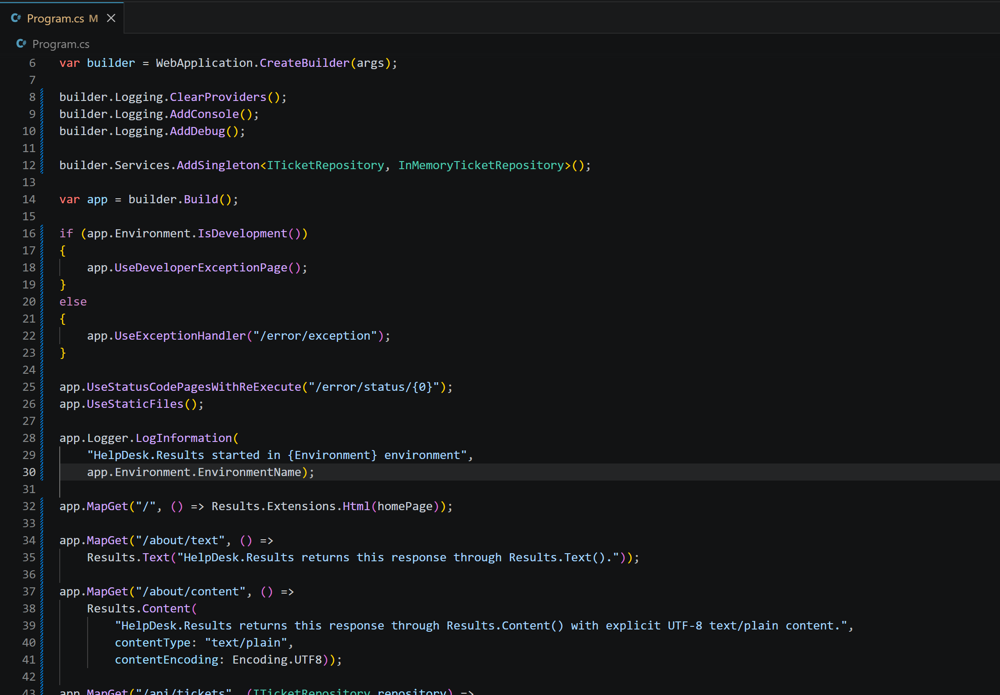 C# Program.cs M
C# Program.cs
6 var builder = WebApplication.CreateBuilder(args);
7
8 builder.Logging.ClearProviders();
9 builder.Logging.AddConsole();
10 builder.Logging.AddDebug();
11
12 builder.Services.AddSingleton<ITicketRepository, InMemoryTicketRepository>();
13
14 var app = builder.Build();
15
16 if (app.Environment.IsDevelopment())
17 {
18     app.UseDeveloperExceptionPage();
19 }
20 else
21 {
22     app.UseExceptionHandler("/error/exception");
23 }
24
25 app.UseStatusCodePagesWithReExecute("/error/status/{0}");
26 app.UseStaticFiles();
27
28 app.Logger.LogInformation(
29     "HelpDesk.Results started in {Environment} environment",
30     app.Environment.EnvironmentName);
31
32 app.MapGet("/", () => Results.Extensions.Html(homePage));
33
34 app.MapGet("/about/text", () =>
35     Results.Text("HelpDesk.Results returns this response through Results.Text()."));
36
37 app.MapGet("/about/content", () =>
38     Results.Content(
39         "HelpDesk.Results returns this response through Results.Content() with explicit UTF-8 text/plain content.",
40         contentType: "text/plain",
41         contentEncoding: Encoding.UTF8));
42
43 app.MapGet("/api/tickets", (ITicketRepository repository) =>